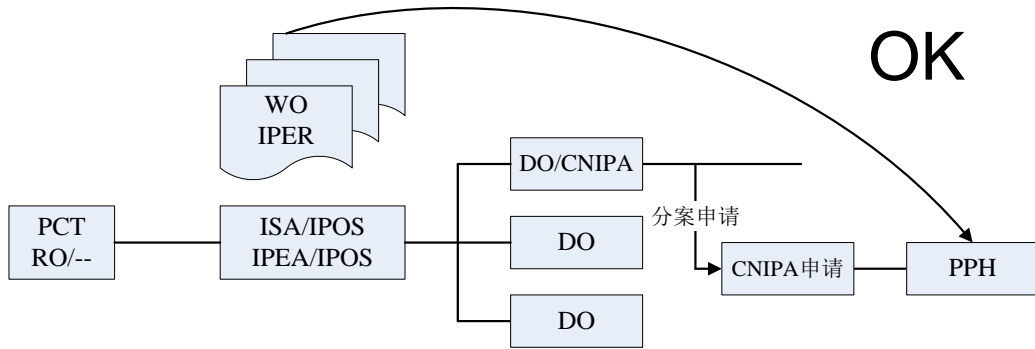 OK
WO
IPER
DO/CNIPA
分案申请
PCT
RO/--
ISA/IPOS
IPEA/IPOS
DO
CNIPA申请
PPH
DO